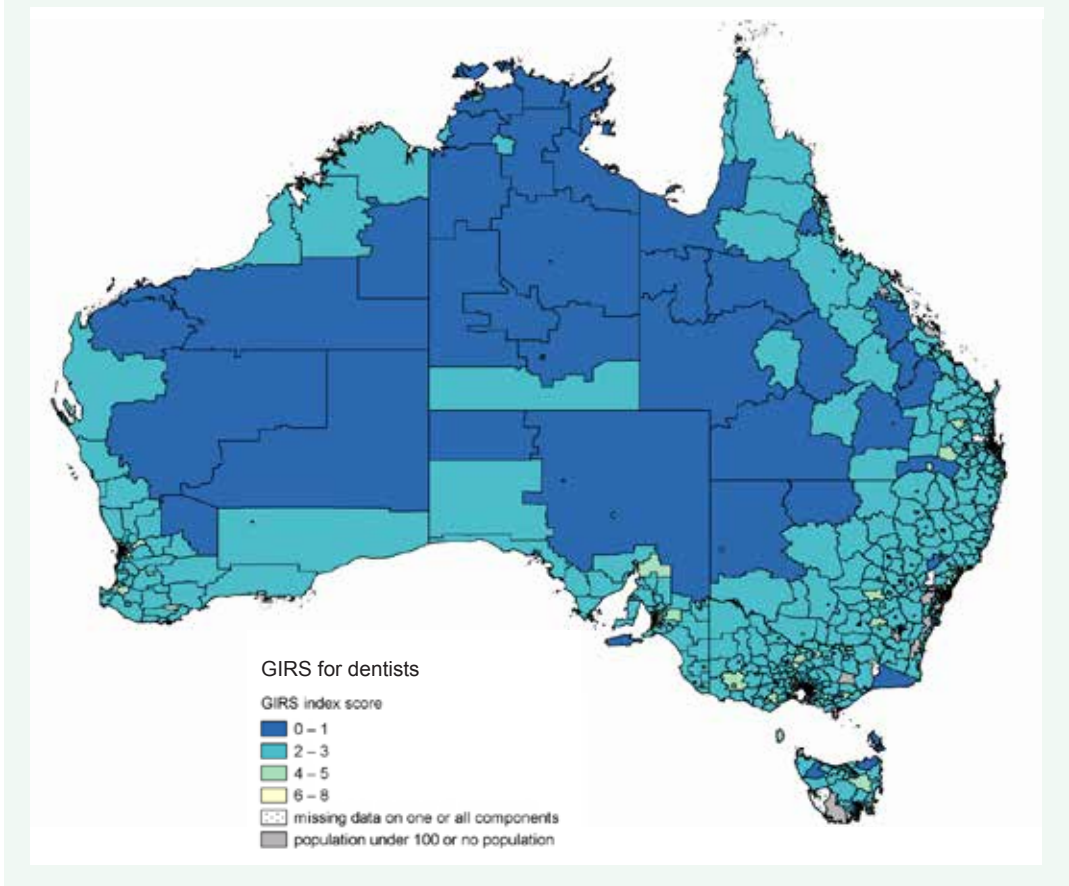 GIRS for dentists
GIRS index score
0 – 1
2 – 3
4 – 5
6 – 8
missing data on one or all components
population under 100 or no population